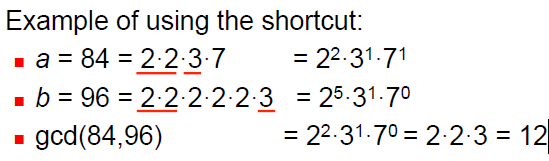 Example of using the shortcut:
▪ a = 84 = 2·2·3·7 = 2²·3¹·7¹
▪ b = 96 = 2·2·2·2·2·3 = 2⁵·3¹·7⁰
▪ gcd(84,96) = 2²·3¹·7⁰ = 2·2·3 = 12